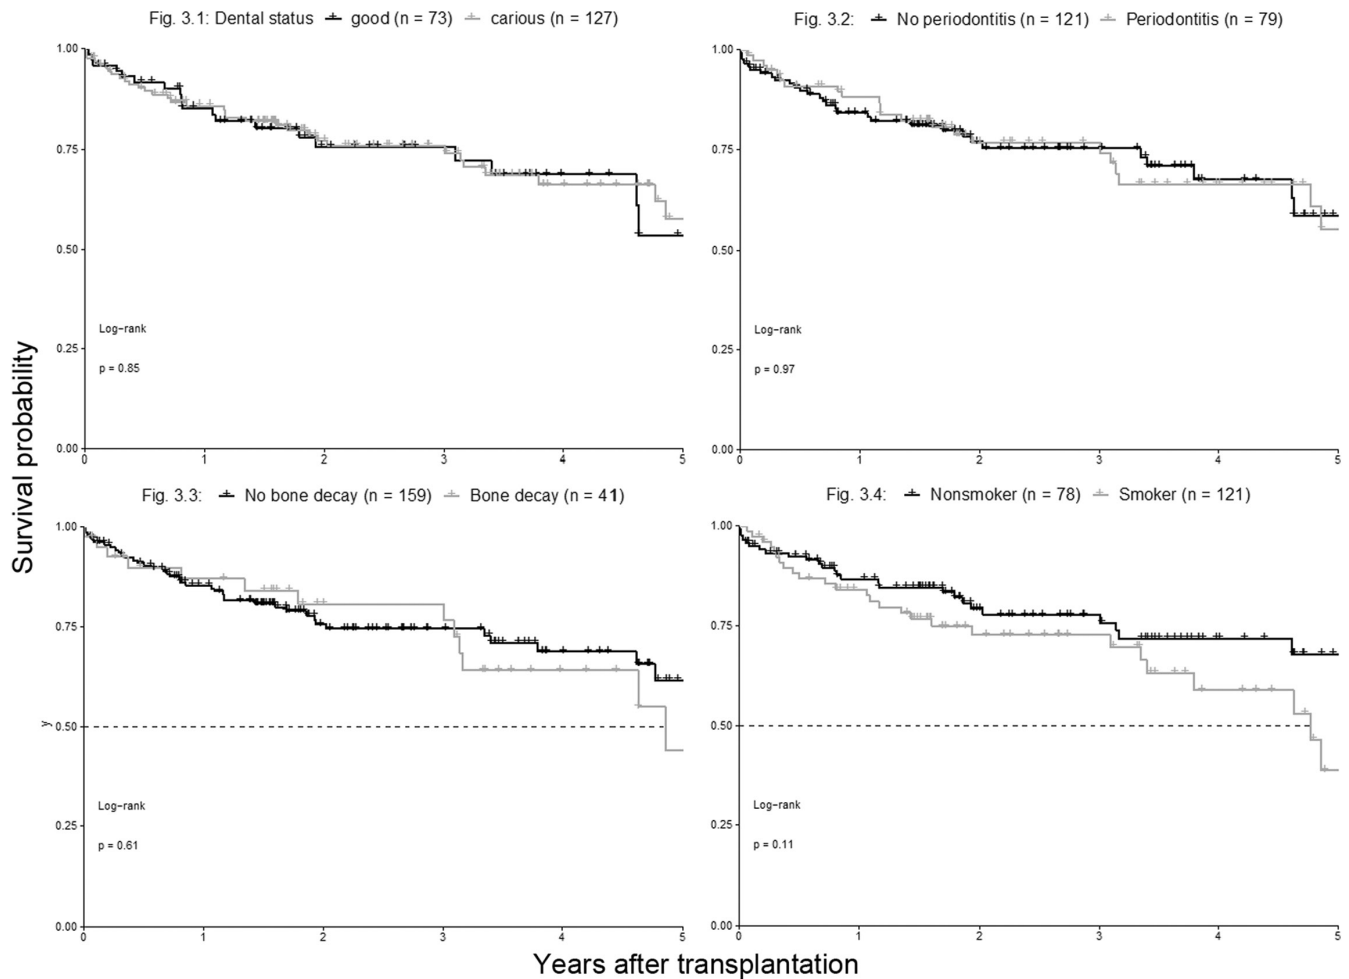 Fig. 3.1: Dental status good (n = 73) carious (n = 127)
1.00
0.75
0.50
0.25
0.00
Log-rank
p = 0.85
0 1 2 3 4 5
Fig. 3.2: No periodontitis (n = 121) Periodontitis (n = 79)
1.00
0.75
0.50
0.25
0.00
Log-rank
p = 0.97
0 1 2 3 4 5
Survival probability
Fig. 3.3: No bone decay (n = 159) Bone decay (n = 41)
1.00
0.75
y
0.50
0.25
0.00
Log-rank
p = 0.61
0 1 2 3 4 5
Fig. 3.4: Nonsmoker (n = 78) Smoker (n = 121)
1.00
0.75
0.50
0.25
0.00
Log-rank
p = 0.11
0 1 2 3 4 5
Years after transplantation